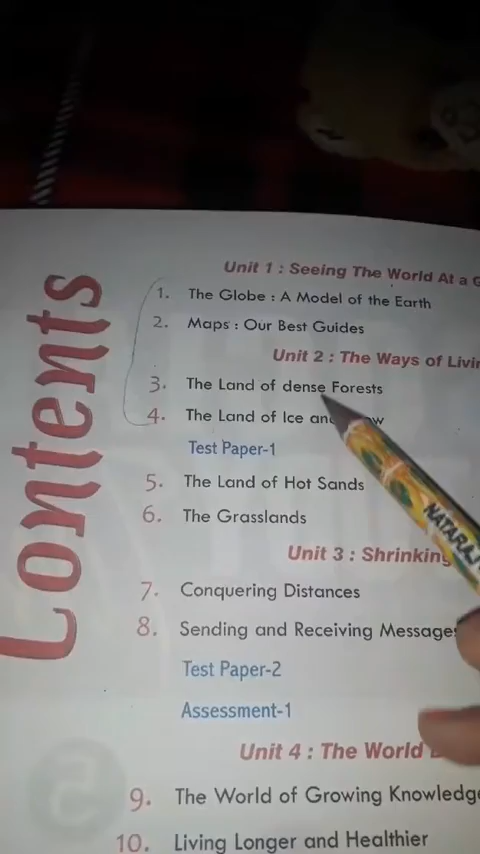 Contents
Unit 1 : Seeing The World At a
1. The Globe : A Model of the Earth
2. Maps : Our Best Guides
Unit 2 : The Ways of
3. The Land of dense Forests
4. The Land of Ice
Test Paper-1
5. The Land of Hot Sands
6. The Grasslands
Unit 3 : Shrinking
7. Conquering Distances
8. Sending and Receiving Messages
Test Paper-2
Assessment-1
Unit 4 : The World
9. The World of Growing Knowledge
10. Living Longer and Healthier
NATARAJ
5